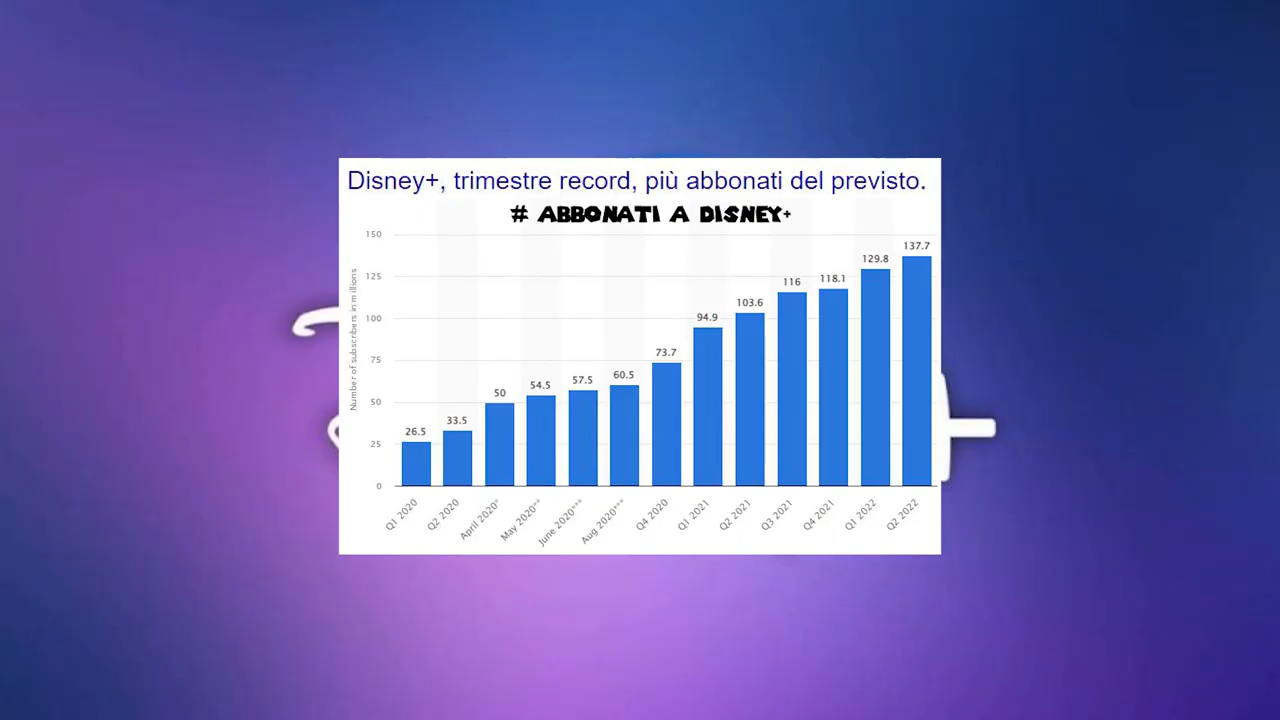 Disney+, trimestre record, più abbonati del previsto.
# ABBONATI A DISNEY+
Number of subscribers in millions
150
125
100
75
50
25
0
26.5
33.5
50
54.5
57.5
60.5
73.7
94.9
103.6
116
118.1
129.8
137.7
Q1 2020
Q2 2020
April 2020*
May 2020**
June 2020***
Aug 2020***
Q4 2020
Q1 2021
Q2 2021
Q3 2021
Q4 2021
Q1 2022
Q2 2022